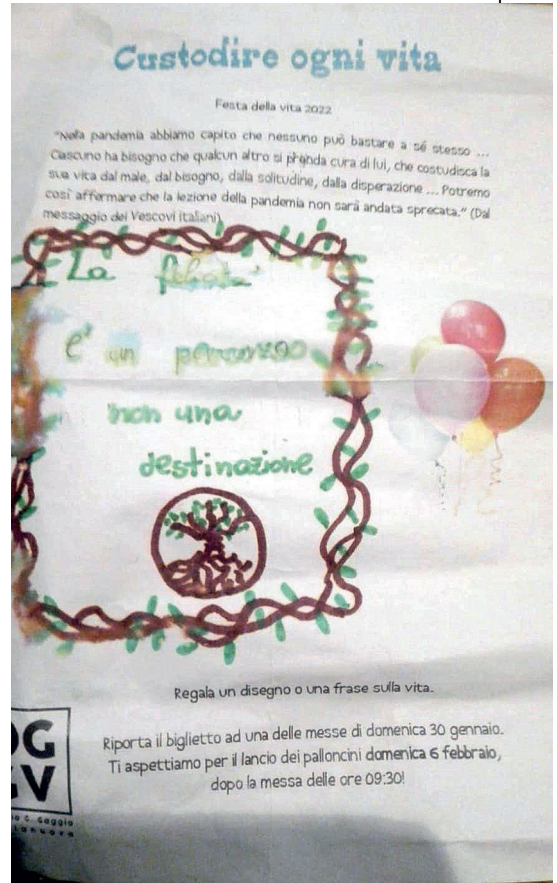 Custodire ogni vita
Festa della vita 2022
"Nella pandemia abbiamo capito che nessuno può bastare a sé stesso ...
Ciascuno ha bisogno che qualcun altro si prenda cura di lui, che costudisca la
sua vita dal male, dal bisogno, dalla solitudine, dalla disperazione ... Potremo
così affermare che la lezione della pandemia non sarà andata sprecata." (Dal
messaggio dei Vescovi italiani)
La
è un percorso
non una
destinazione
Regala un disegno o una frase sulla vita.
Riporta il biglietto ad una delle messe di domenica 30 gennaio.
Ti aspettiamo per il lancio dei palloncini domenica 6 febbraio,
dopo la messa delle ore 09:30!
OG
GV
G. Gaggio